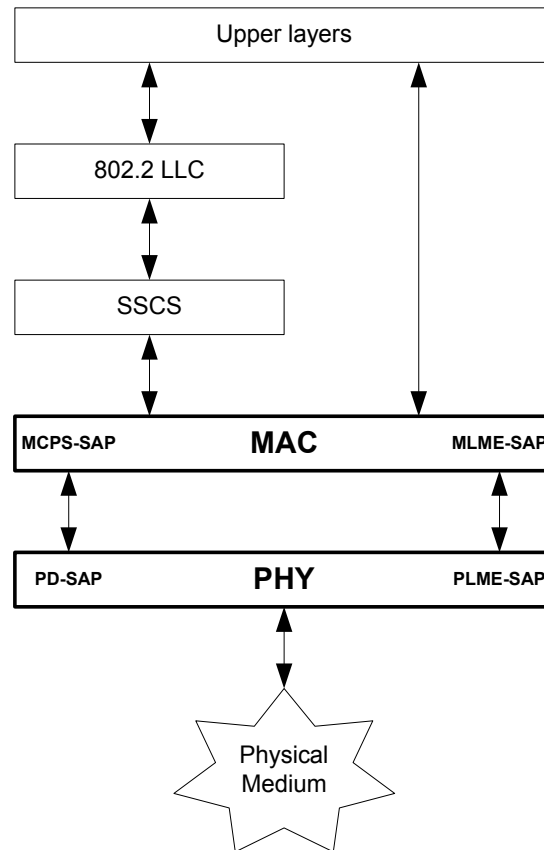 Upper layers
802.2 LLC
SSCS
MCPS-SAP MAC MLME-SAP
PD-SAP PHY PLME-SAP
Physical
Medium